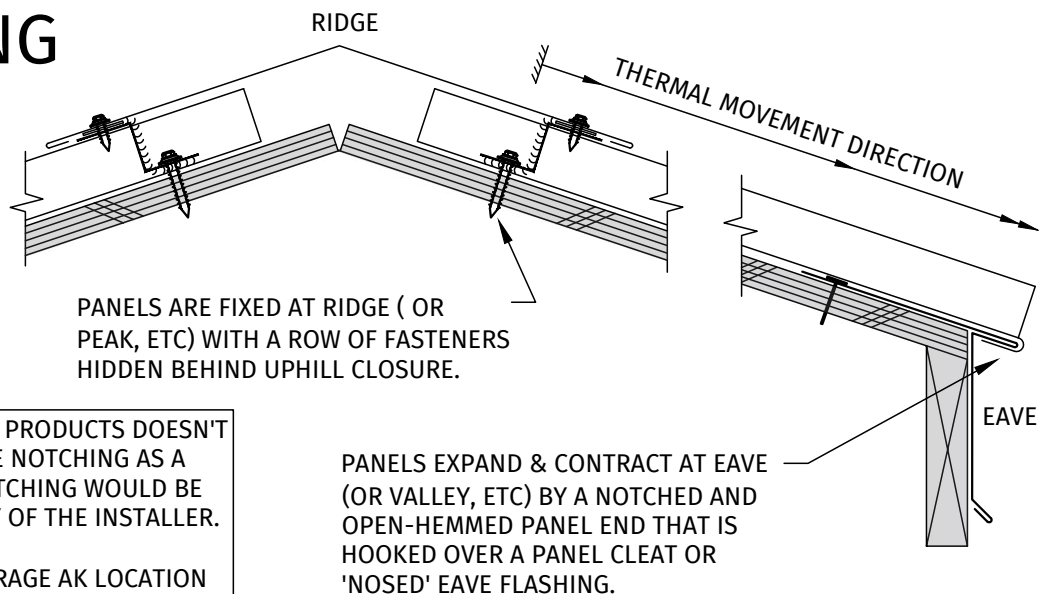 NG
RIDGE
THERMAL MOVEMENT DIRECTION
PANELS ARE FIXED AT RIDGE ( OR
PEAK, ETC) WITH A ROW OF FASTENERS
HIDDEN BEHIND UPHILL CLOSURE.
EAVE
PRODUCTS DOESN'T
E NOTCHING AS A
TCHING WOULD BE
OF THE INSTALLER.
RAGE AK LOCATION
PANELS EXPAND & CONTRACT AT EAVE
(OR VALLEY, ETC) BY A NOTCHED AND
OPEN-HEMMED PANEL END THAT IS
HOOKED OVER A PANEL CLEAT OR
'NOSED' EAVE FLASHING.